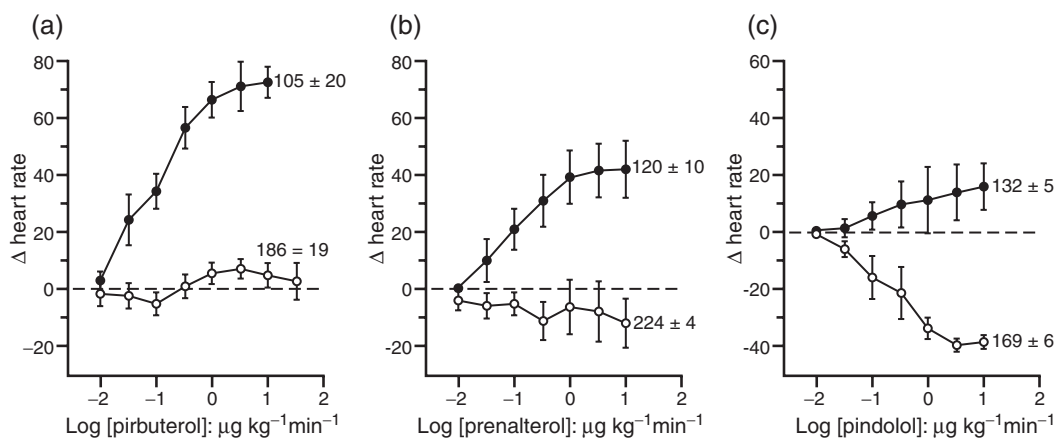 (a)
80
60
40
20
0
–20
105 ± 20
186 = 19
Δ heart rate
–2
–1
0
1
2
Log [pirbuterol]: μg kg⁻¹min⁻¹
(b)
80
60
40
20
0
-20
120 ± 10
224 ± 4
Δ heart rate
–2
–1
0
1
2
Log [prenalterol]: μg kg⁻¹min⁻¹
(c)
60
40
20
0
-20
-40
132 ± 5
169 ± 6
Δ heart rate
–2
–1
0
1
2
Log [pindolol]: μg kg⁻¹min⁻¹